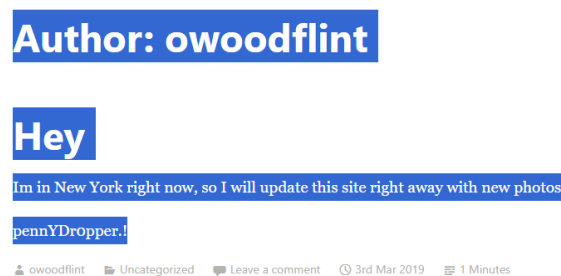 Author: owoodflint
Hey
Im in New York right now, so I will update this site right away with new photos
pennYDr0pper.!
owoodflint Uncategorized Leave a comment 3rd Mar 2019 1 Minutes